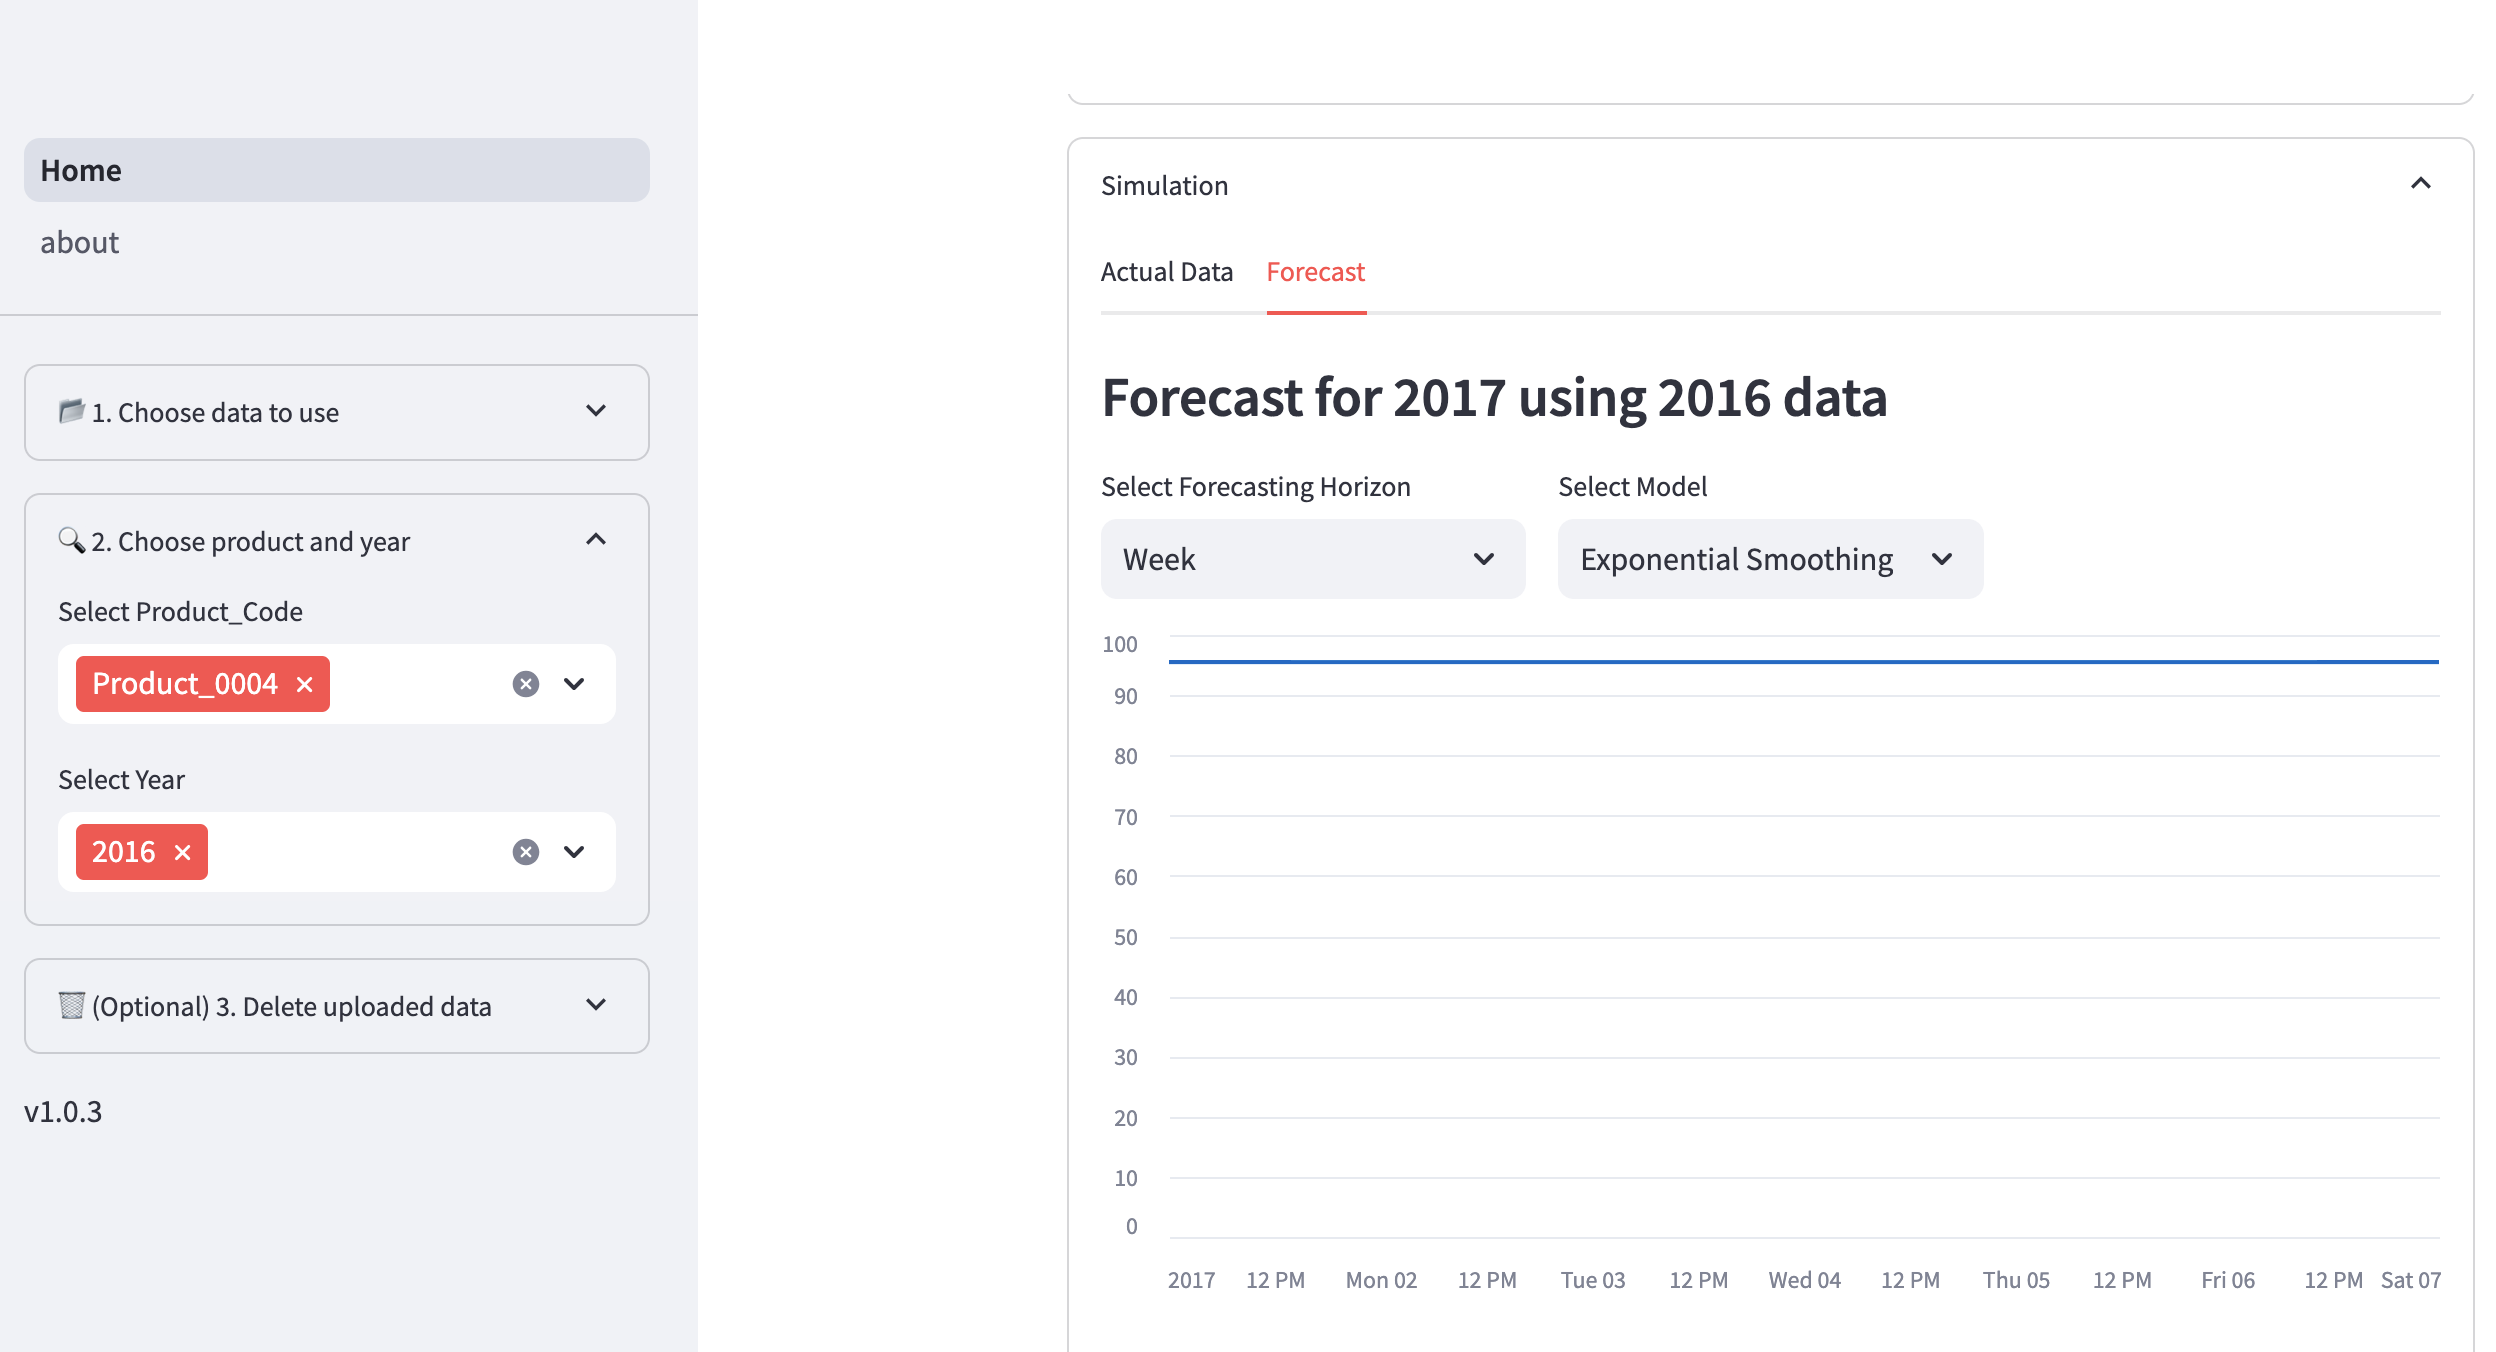 Home
about
1. Choose data to use
2. Choose product and year
Select Product_Code
Product_0004
Select Year
2016
(Optional) 3. Delete uploaded data
v1.0.3
Simulation
Actual Data Forecast
Forecast for 2017 using 2016 data
Select Forecasting Horizon Select Model
Week Exponential Smoothing
100
90
80
70
60
50
40
30
20
10
0
2017 12 PM Mon 02 12 PM Tue 03 12 PM Wed 04 12 PM Thu 05 12 PM Fri 06 12 PM Sat 07